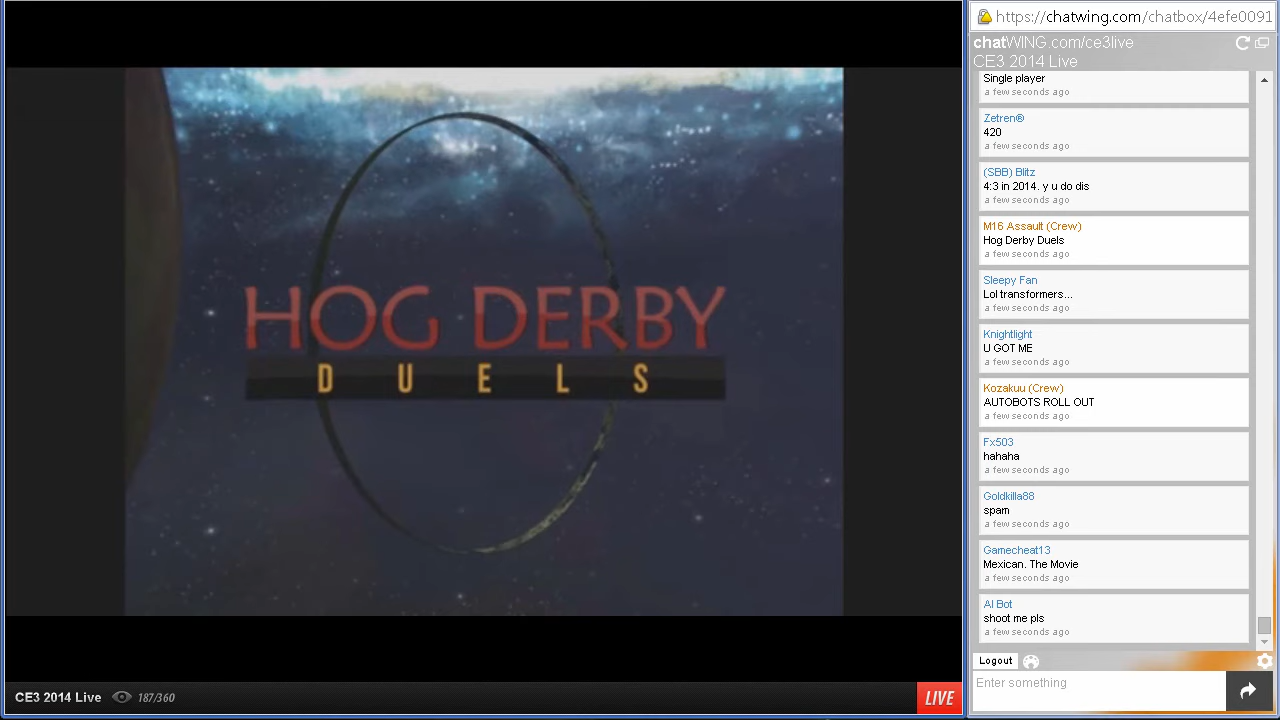 HOG DERBY
DUELS
CE3 2014 Live
187/360
LIVE
https://chatwing.com/chatbox/4efe0091
chatWING.com/ce3live
CE3 2014 Live
Single player
a few seconds ago
Zetren®
420
a few seconds ago
(SBB) Blitz
4:3 in 2014. y u do dis
a few seconds ago
M16 Assault (Crew)
Hog Derby Duels
a few seconds ago
Sleepy Fan
Lol transformers...
a few seconds ago
Knightlight
U GOT ME
a few seconds ago
Kozakuu (Crew)
AUTOBOTS ROLL OUT
a few seconds ago
Fx503
hahaha
a few seconds ago
Goldkilla88
spam
a few seconds ago
Gamecheat13
Mexican. The Movie
a few seconds ago
Al Bot
shoot me pls
a few seconds ago
Logout
Enter something